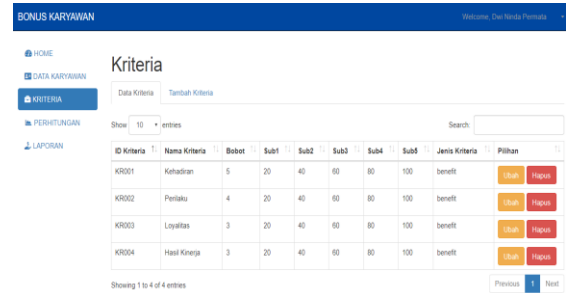 BONUS KARYAWAN
Welcome, Dwi Ninda Permata
HOME
DATA KARYAWAN
KRITERIA
PERHITUNGAN
LAPORAN
Kriteria
Data Kriteria Tambah Kriteria
Show 10 entries Search:
ID Kriteria Nama Kriteria Bobot Sub1 Sub2 Sub3 Sub4 Sub5 Jenis Kriteria Pilihan
KR001 Kehadiran 5 20 40 60 80 100 benefit Ubah Hapus
KR002 Perilaku 4 20 40 60 80 100 benefit Ubah Hapus
KR003 Loyalitas 3 20 40 60 80 100 benefit Ubah Hapus
KR004 Hasil Kinerja 3 20 40 60 80 100 benefit Ubah Hapus
Showing 1 to 4 of 4 entries Previous 1 Next